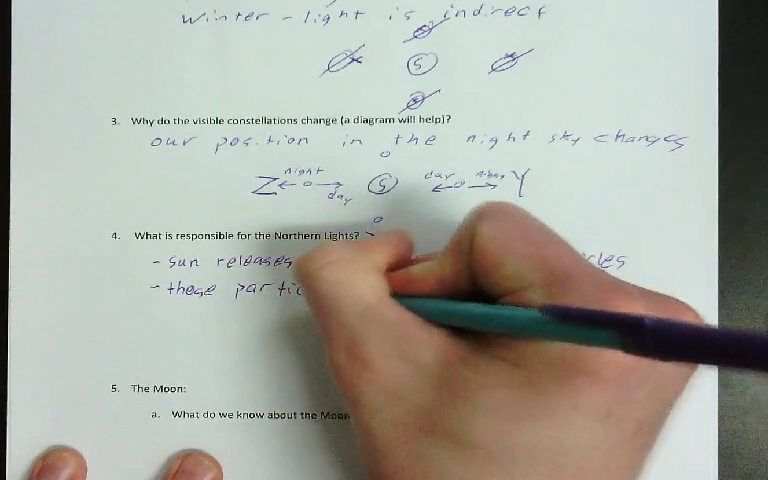 Winter - light is indirect
S
3. Why do the visible constellations change (a diagram will help)?
our position in the night sky changes
night day night
Z S Y
day
4. What is responsible for the Northern Lights?
- sun releases
- these partic
5. The Moon:
a. What do we know about the Moon